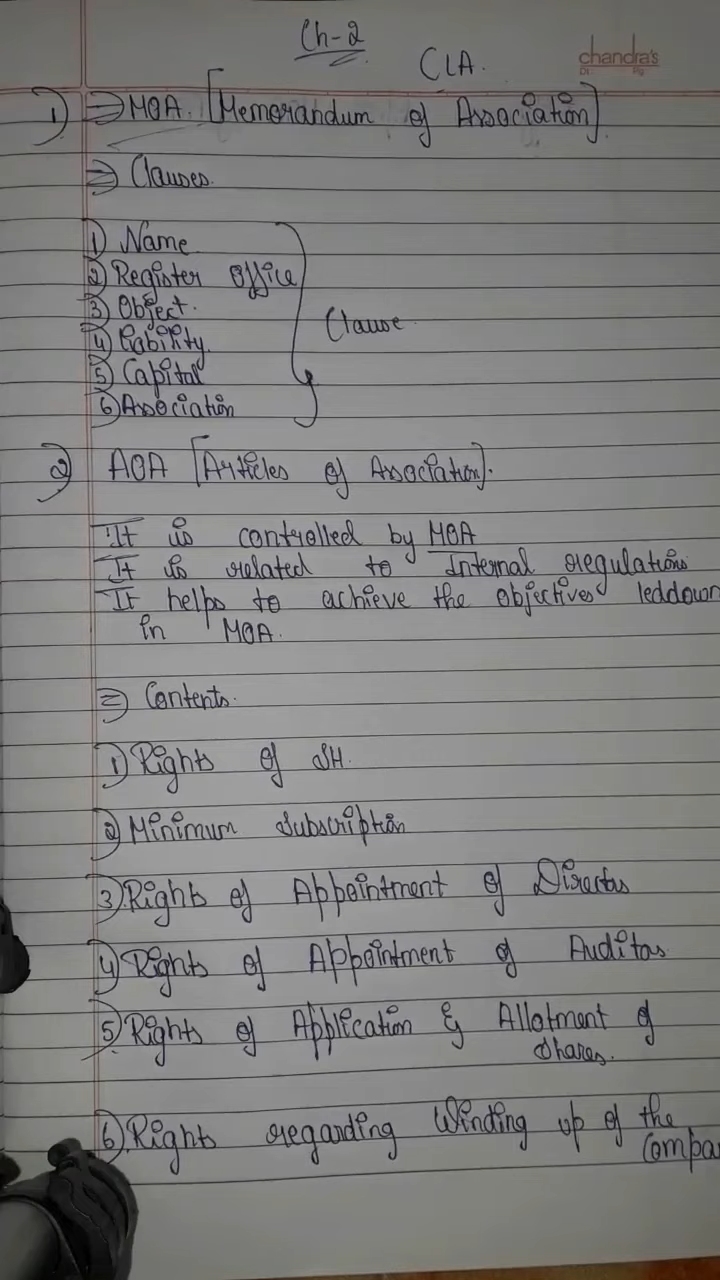 Ch-2
CLA.
chandra's
1) => MOA. [Memorandum of Association]
=> Clauses.
1) Name
2) Register Office
3) Object.
4) Liability.
5) Capital
6) Association
Clause
2) AOA [Articles of Association].
It is controlled by MOA
It is related to Internal regulations
It helps to achieve the objectives leddown
in MOA.
=> Contents.
1) Rights of SH.
2) Minimum Subscription
3) Rights of Appointment of Directors
4) Rights of Appointment of Auditors
5) Rights of Application & Allotment of
Shares.
6) Rights regarding Winding up of the
Compa